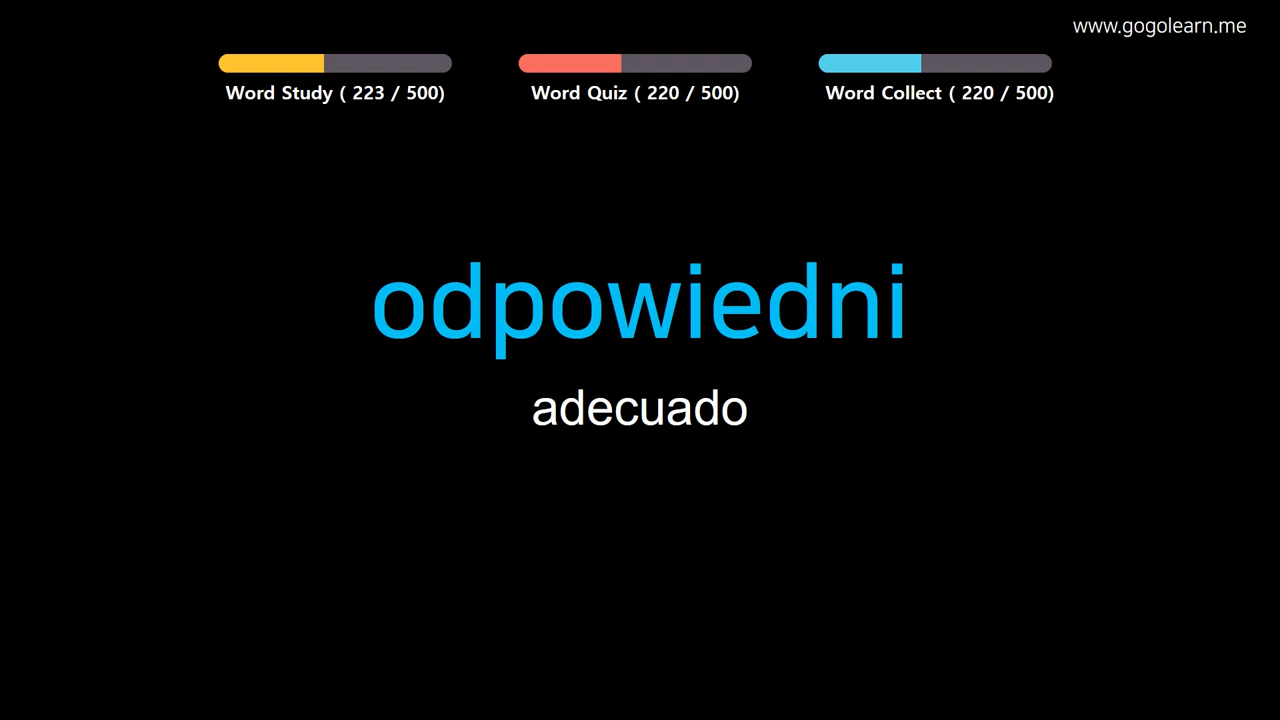 www.gogolearn.me
Word Study ( 223 / 500)
Word Quiz ( 220 / 500)
Word Collect ( 220 / 500)
odpowiedni
adecuado